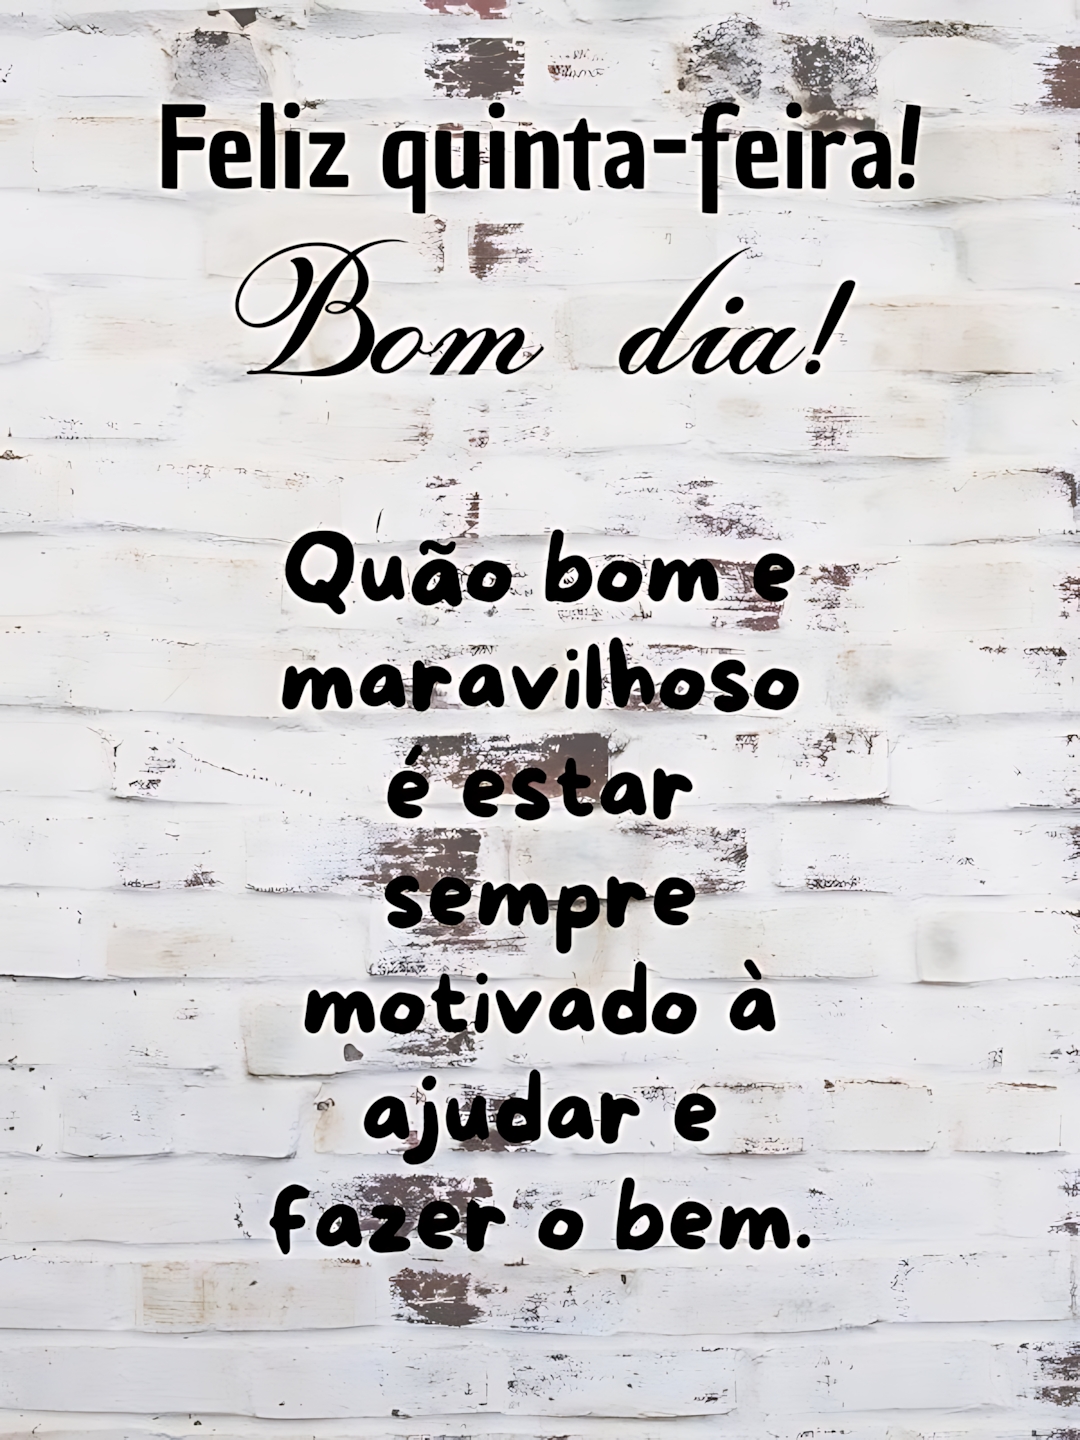 Feliz quinta-feira!
Bom dia!
Quão bom e
maravilhoso
é estar
sempre
motivado à
ajudar e
fazer o bem.